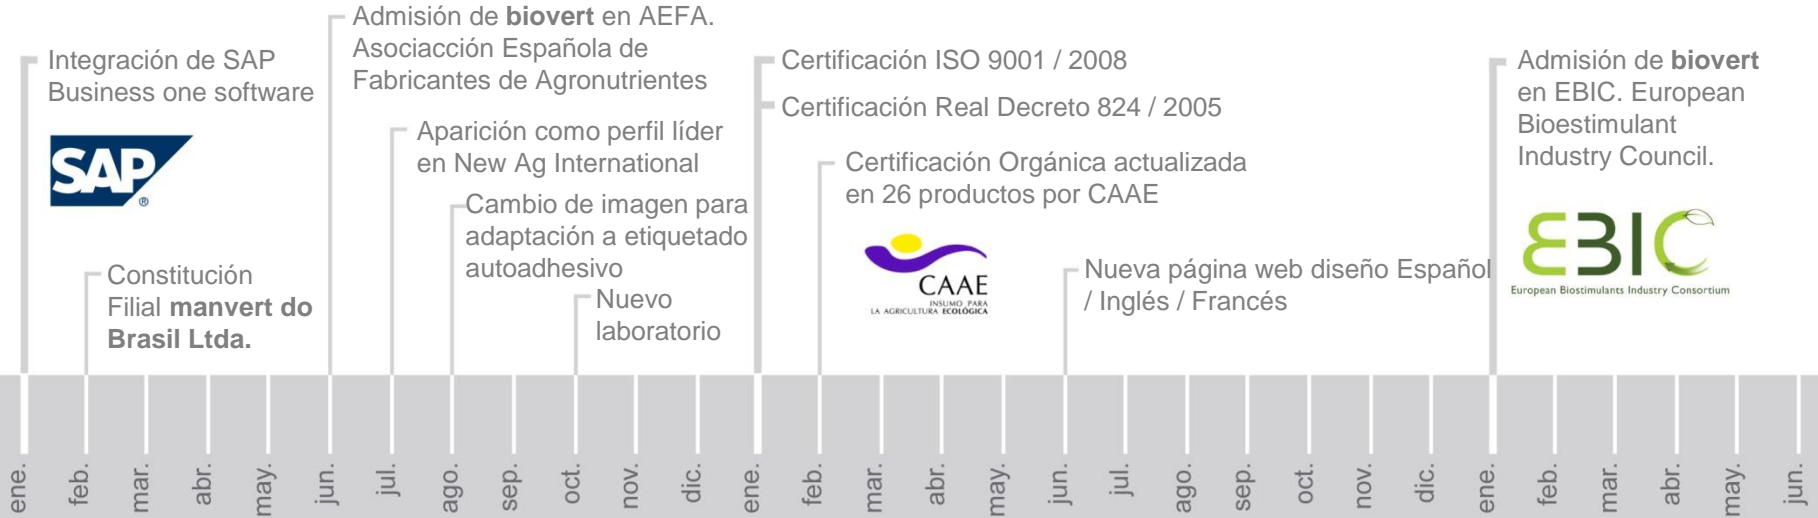 Integración de SAP
Business one software
SAP
®
Constitución
Filial manvert do
Brasil Ltda.
Admisión de biovert en AEFA.
Asociacción Española de
Fabricantes de Agronutrientes
Aparición como perfil líder
en New Ag International
Cambio de imagen para
adaptación a etiquetado
autoadhesivo
Nuevo
laboratorio
Certificación ISO 9001 / 2008
Certificación Real Decreto 824 / 2005
Certificación Orgánica actualizada
en 26 productos por CAAE
CAAE
INSUMO PARA
LA AGRICULTURA ECOLÓGICA
Nueva página web diseño Español
/ Inglés / Francés
Admisión de biovert
en EBIC. European
Bioestimulant
Industry Council.
EBIC
European Biostimulants Industry Consortium
ene.
feb.
mar.
abr.
may.
jun.
jul.
ago.
sep.
oct.
nov.
dic.
ene.
feb.
mar.
abr.
may.
jun.
jul.
ago.
sep.
oct.
nov.
dic.
ene.
feb.
mar.
abr.
may.
jun.